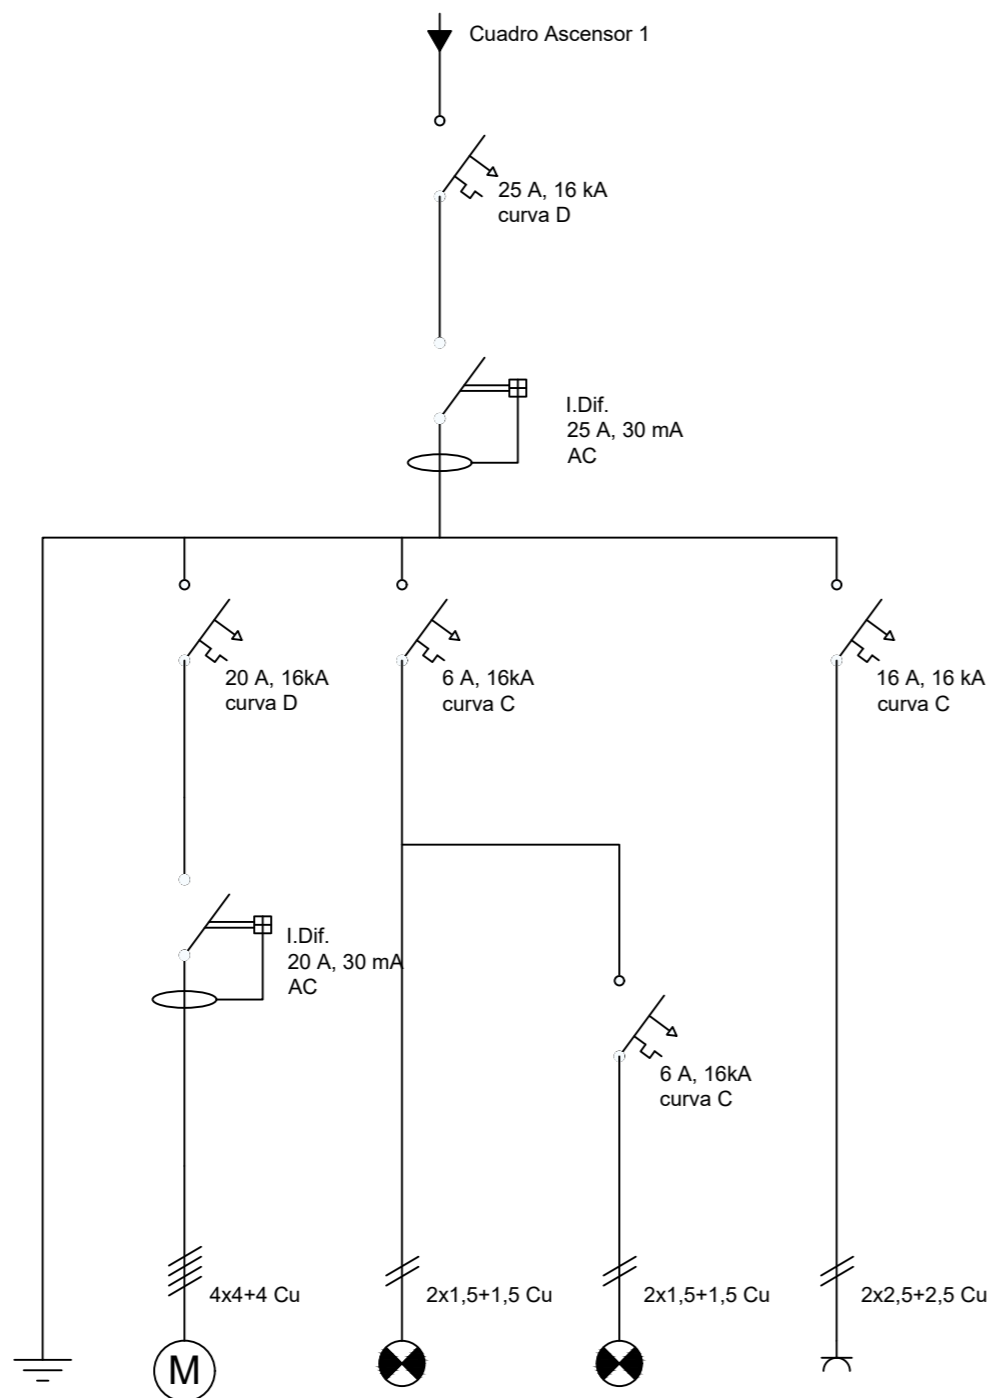 Cuadro Ascensor 1
25 A, 16 kA
curva D
I.Dif.
25 A, 30 mA
AC
20 A, 16kA
curva D
6 A, 16kA
curva C
16 A, 16 kA
curva C
I.Dif.
20 A, 30 mA
AC
6 A, 16kA
curva C
4x4+4 Cu
2x1,5+1,5 Cu
2x1,5+1,5 Cu
2x2,5+2,5 Cu
M